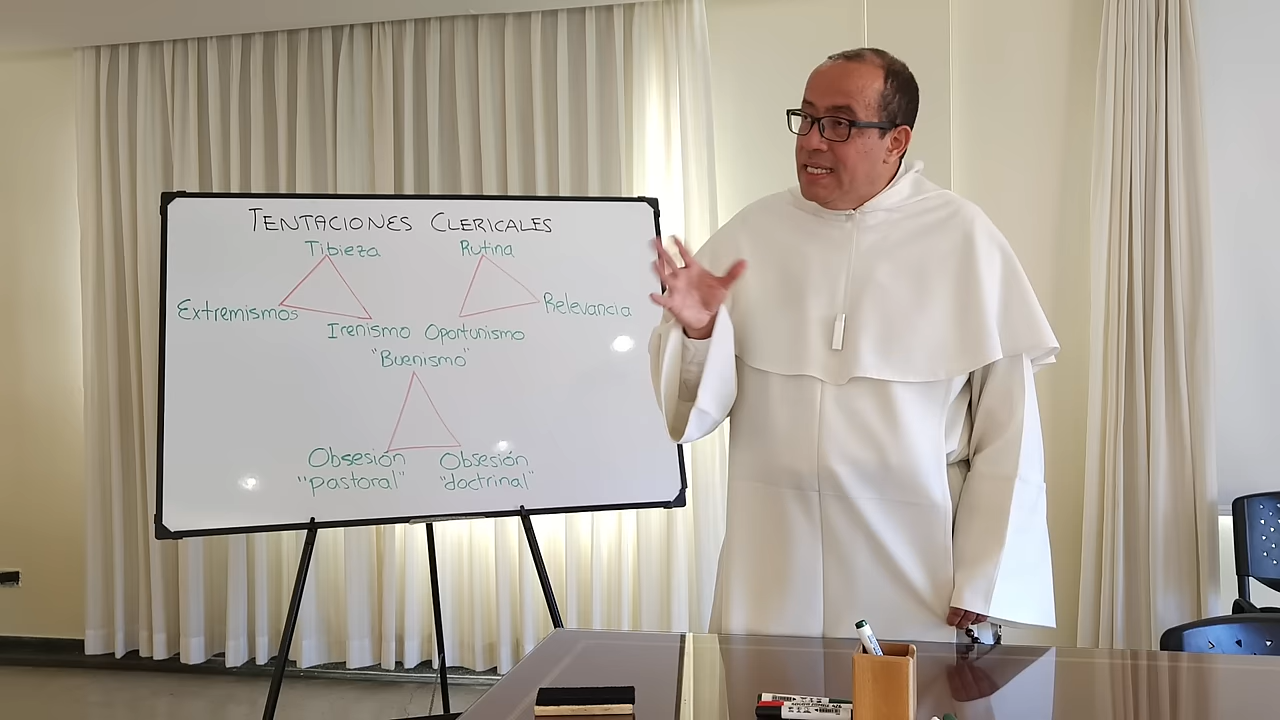 TENTACIONES CLERICALES
Tibieza
Rutina
Extremismos
Relevancia
Irenismo
Oportunismo
"Buenismo"
Obsesión
"pastoral"
Obsesión
"doctrinal"